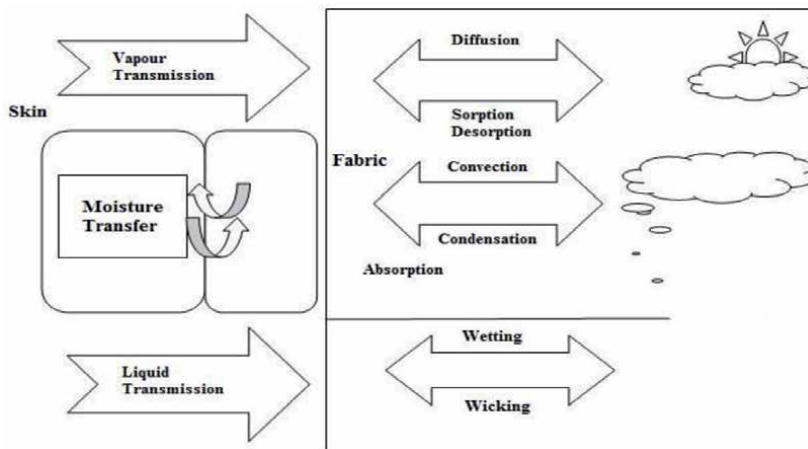 Vapour
Transmission
Skin
Moisture
Transfer
Liquid
Transmission
Diffusion
Sorption
Desorption
Fabric
Convection
Condensation
Absorption
Wetting
Wicking